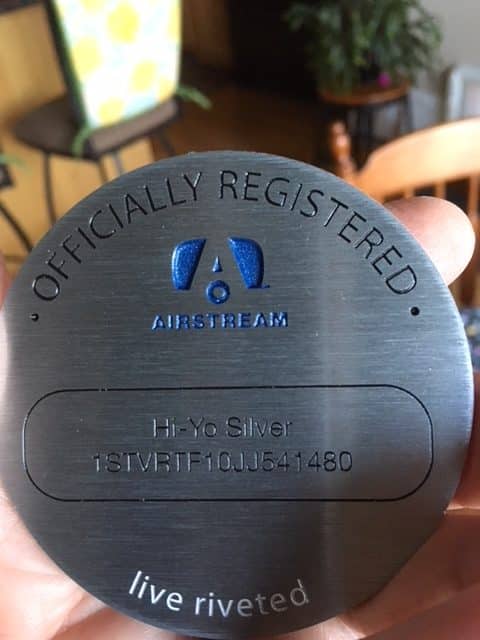 OFFICIALLY REGISTERED
AIRSTREAM
Hi-Yo Silver
1STVRTF10JJ541480
live riveted